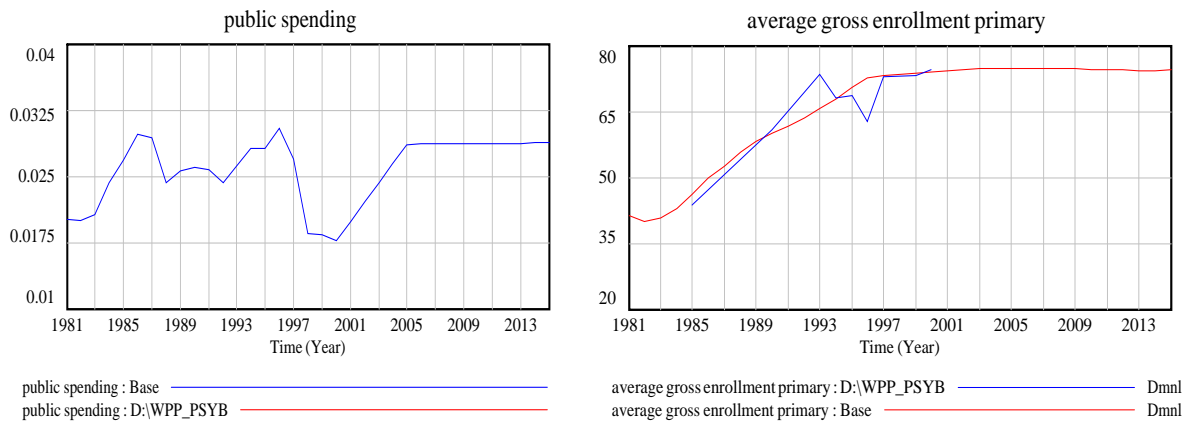 public spending
0.04
0.0325
0.025
0.0175
0.01
1981 1985 1989 1993 1997 2001 2005 2009 2013
Time (Year)
public spending : Base
public spending : D:\WPP_PSYB
average gross enrollment primary
80
65
50
35
20
1981 1985 1989 1993 1997 2001 2005 2009 2013
Time (Year)
average gross enrollment primary : D:\WPP_PSYB Dmnl
average gross enrollment primary : Base Dmnl